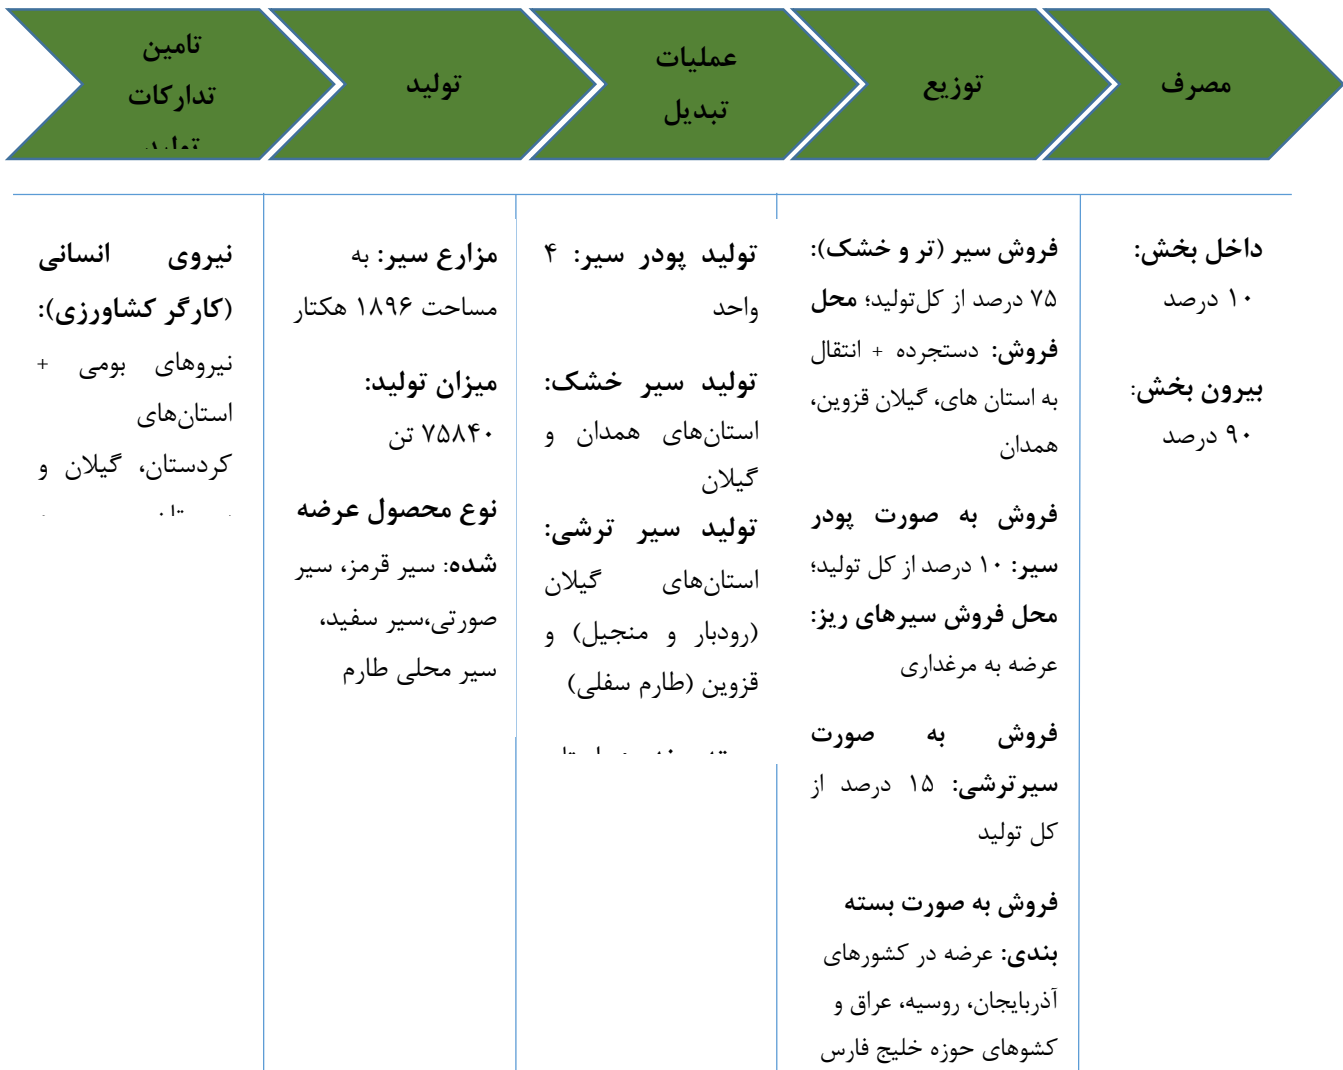 تامین
تدارکات
تولید
تولید
عملیات
تبدیل
توزیع
مصرف
نیروی انسانی
(کارگر کشاورزی):
نیروهای بومی +
استان‌های
کردستان، گیلان و
مزارع سیر: به
مساحت ۱۸۹۶ هکتار
میزان تولید:
۷۵۸۴۰ تن
نوع محصول عرضه
شده: سیر قرمز، سیر
صورتی،سیر سفید،
سیر محلی طارم
تولید پودر سیر: ۴
واحد
تولید سیر خشک:
استان‌های همدان و
گیلان
تولید سیر ترشی:
استان‌های گیلان
(رودبار و منجیل) و
قزوین (طارم سفلی)
فروش سیر (تر و خشک):
۷۵ درصد از کل‌تولید؛ محل
فروش: دستجرده + انتقال
به استان های، گیلان قزوین،
همدان
فروش به صورت پودر
سیر: ۱۰ درصد از کل تولید؛
محل فروش سیرهای ریز:
عرضه به مرغداری
فروش به صورت
سیرترشی: ۱۵ درصد از
کل تولید
فروش به صورت بسته
بندی: عرضه در کشورهای
آذربایجان، روسیه، عراق و
کشوهای حوزه خلیج فارس
داخل بخش:
۱۰ درصد
بیرون بخش:
۹۰ درصد